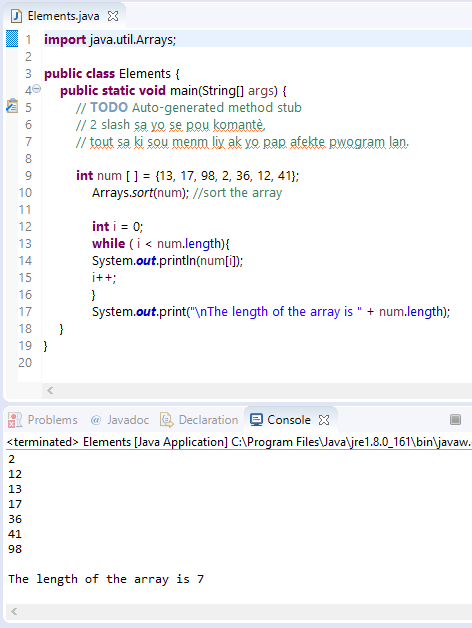 Elements.java
1 import java.util.Arrays;
2
3 public class Elements {
4 public static void main(String[] args) {
5 // TODO Auto-generated method stub
6 // 2 slash sa yo se pou komantè,
7 // tout sa ki sou menm liy ak yo pap afekte pwogram lan.
8
9 int num [ ] = {13, 17, 98, 2, 36, 12, 41};
10 Arrays.sort(num); //sort the array
11
12 int i = 0;
13 while ( i < num.length){
14 System.out.println(num[i]);
15 i++;
16 }
17 System.out.print("\nThe length of the array is " + num.length);
18 }
19 }
20
Problems @ Javadoc Declaration Console
<terminated> Elements [Java Application] C:\Program Files\Java\jre1.8.0_161\bin\javaw.
2
12
13
17
36
41
98
The length of the array is 7